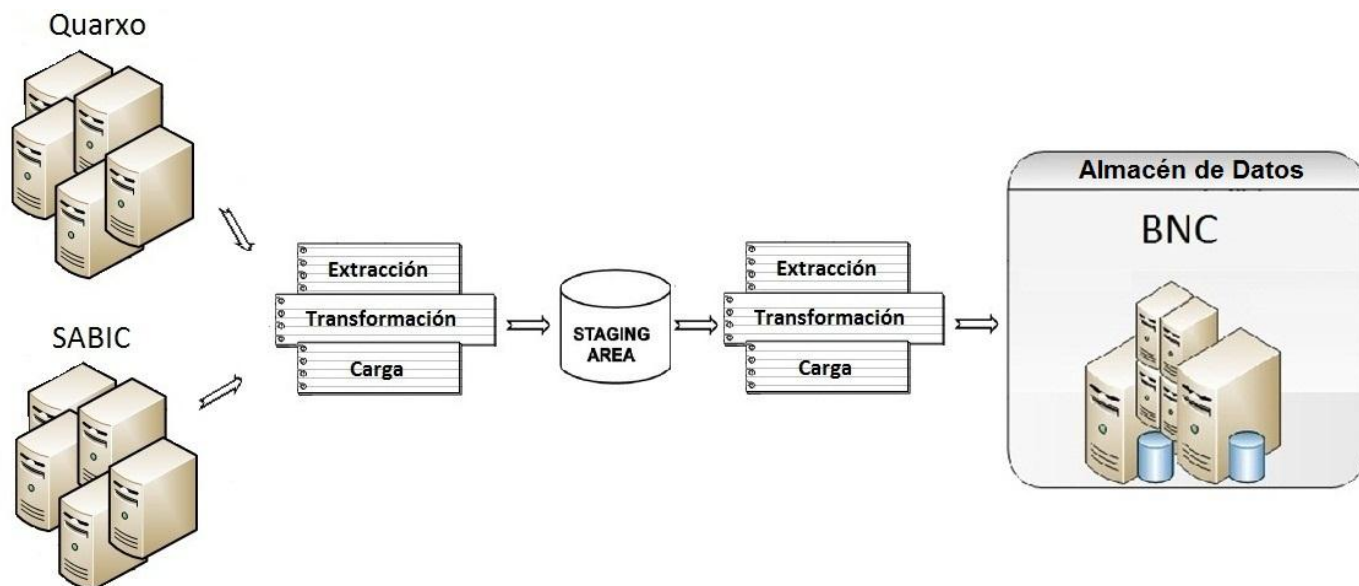 Quarxo
SABIC
Extracción
Transformación
Carga
STAGING
AREA
Extracción
Transformación
Carga
Almacén de Datos
BNC